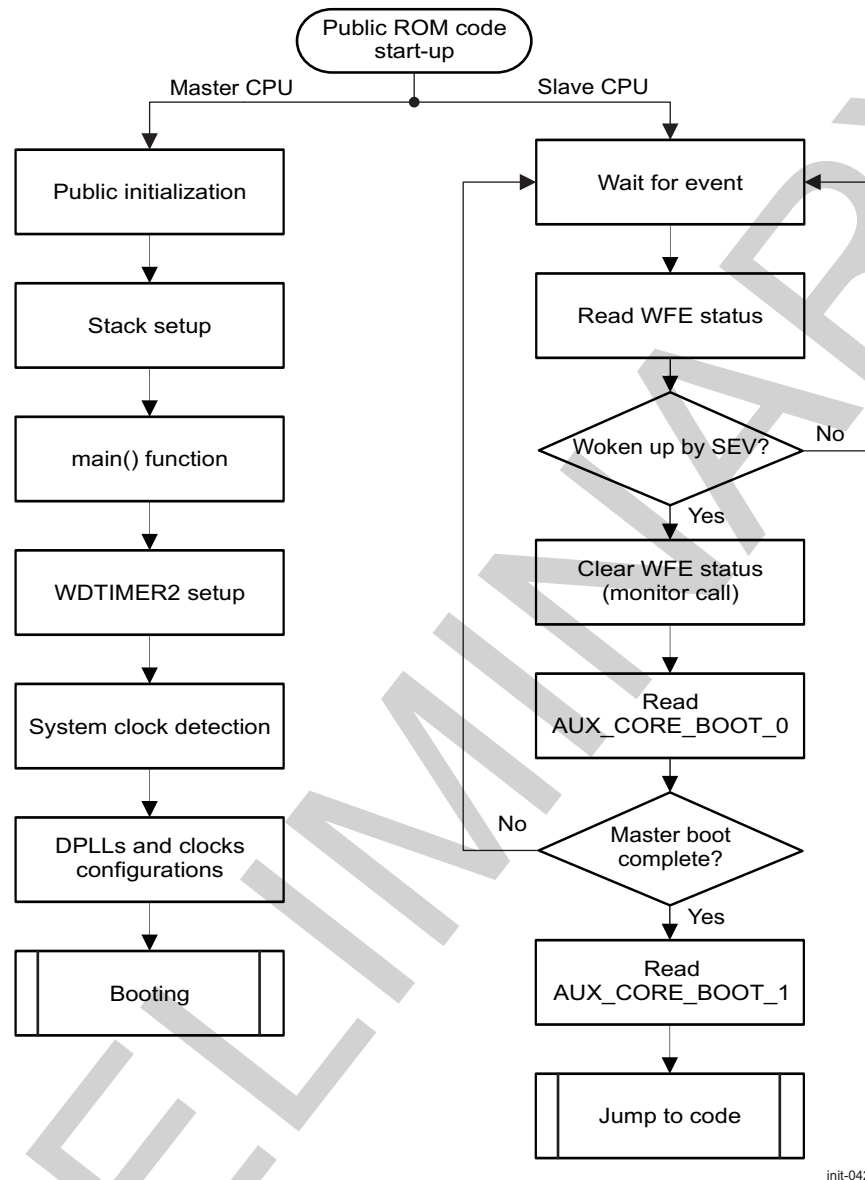 Public ROM code
start-up
Master CPU
Slave CPU
Public initialization
Stack setup
main() function
WDTIMER2 setup
System clock detection
DPLLs and clocks
configurations
Booting
Wait for event
Read WFE status
Woken up by SEV?
No
Yes
Clear WFE status
(monitor call)
Read
AUX_CORE_BOOT_0
No
Master boot
complete?
Yes
Read
AUX_CORE_BOOT_1
Jump to code
ELIMINARY